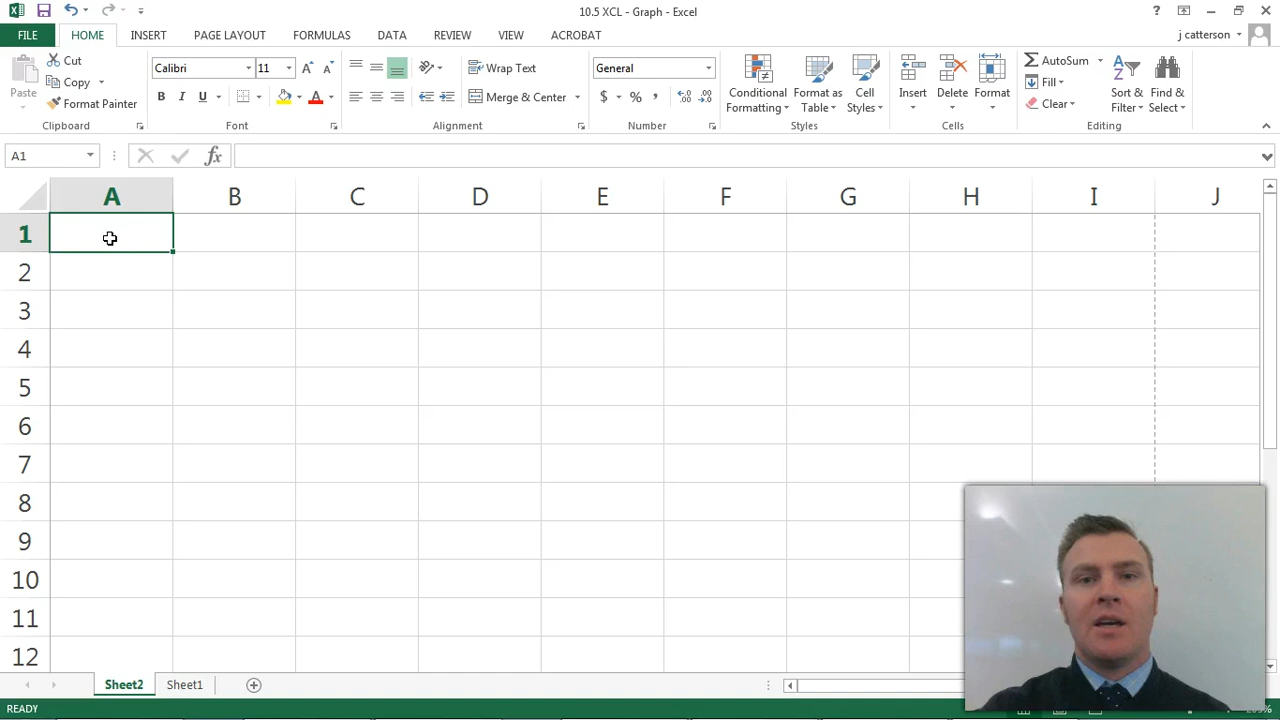 10.5 XCL - Graph - Excel
FILE HOME INSERT PAGE LAYOUT FORMULAS DATA REVIEW VIEW ACROBAT j catterson
Cut Calibri 11 Wrap Text General AutoSum
Paste Copy Conditional Formatting Format as Table Cell Styles Insert Delete Format Fill Sort & Filter Find & Select
Format Painter B I U A Merge & Center $ % , Clear
Clipboard Font Alignment Number Styles Cells Editing
A1 fx
A B C D E F G H I J
1
2
3
4
5
6
7
8
9
10
11
12
Sheet2 Sheet1
READY